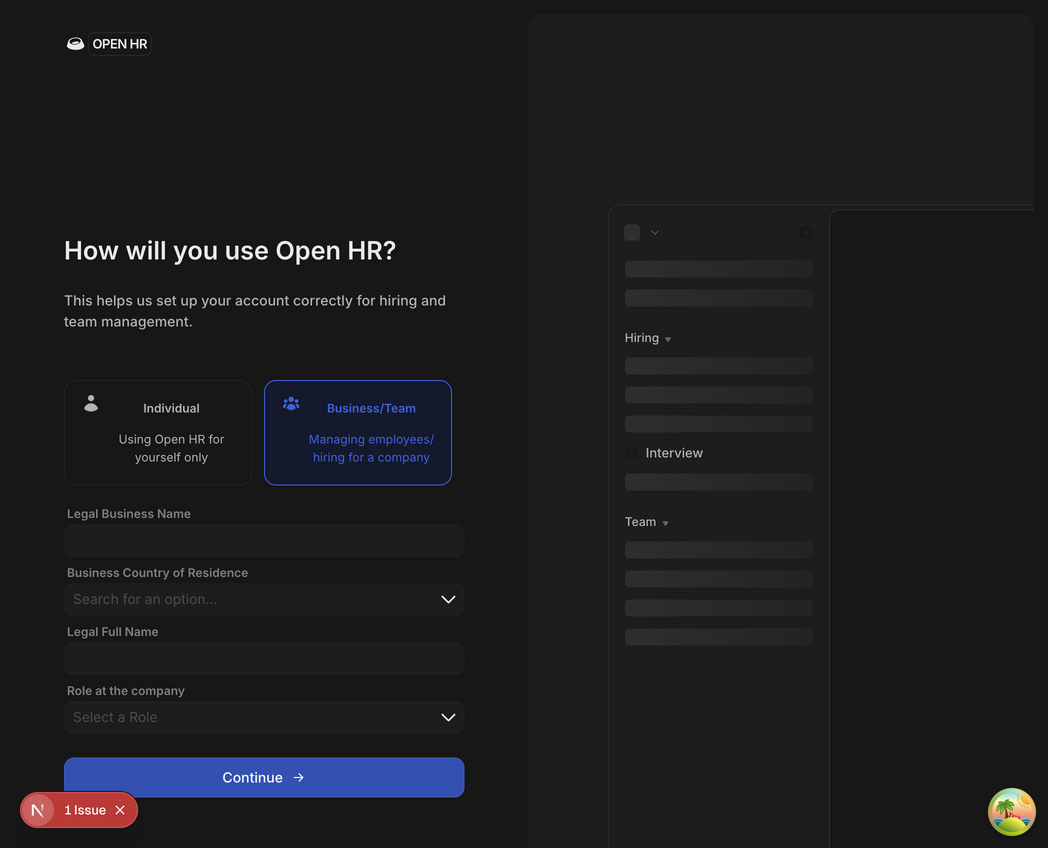 OPEN HR
How will you use Open HR?
This helps us set up your account correctly for hiring and
team management.
Individual
Using Open HR for
yourself only
Business/Team
Managing employees/
hiring for a company
Legal Business Name
Business Country of Residence
Search for an option...
Legal Full Name
Role at the company
Select a Role
Continue →
N 1 Issue
Hiring
Interview
Team